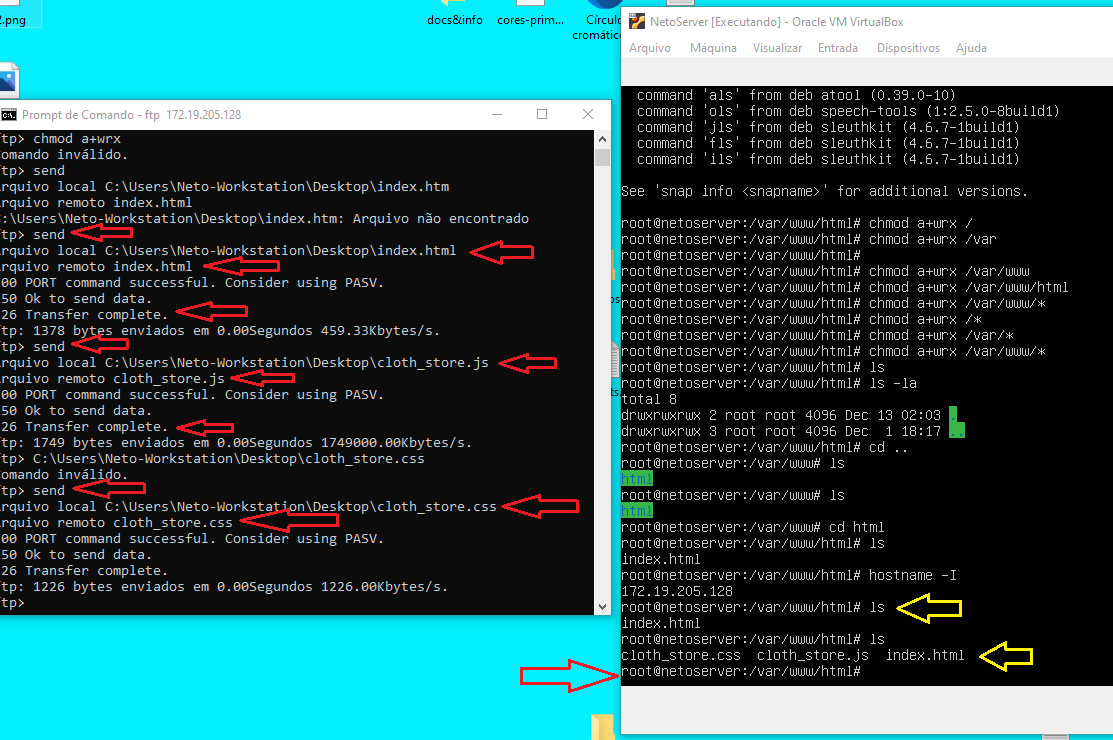 2.png
docs&info
cores-prim...
Círculo
cromático
Prompt de Comando - ftp 172.19.205.128
ftp> chmod a+wrx
Comando inválido.
ftp> send
Arquivo local C:\Users\Neto-Workstation\Desktop\index.htm
Arquivo remoto index.html
C:\Users\Neto-Workstation\Desktop\index.htm: Arquivo não encontrado
ftp> send
Arquivo local C:\Users\Neto-Workstation\Desktop\index.html
Arquivo remoto index.html
00 PORT command successful. Consider using PASV.
50 Ok to send data.
26 Transfer complete.
ftp: 1378 bytes enviados em 0.00Segundos 459.33Kbytes/s.
ftp> send
Arquivo local C:\Users\Neto-Workstation\Desktop\cloth_store.js
Arquivo remoto cloth_store.js
00 PORT command successful. Consider using PASV.
50 Ok to send data.
26 Transfer complete.
ftp: 1749 bytes enviados em 0.00Segundos 1749000.00Kbytes/s.
ftp> C:\Users\Neto-Workstation\Desktop\cloth_store.css
Comando inválido.
ftp> send
Arquivo local C:\Users\Neto-Workstation\Desktop\cloth_store.css
Arquivo remoto cloth_store.css
00 PORT command successful. Consider using PASV.
50 Ok to send data.
26 Transfer complete.
ftp: 1226 bytes enviados em 0.00Segundos 1226.00Kbytes/s.
ftp>
NetoServer [Executando] - Oracle VM VirtualBox
Arquivo Máquina Visualizar Entrada Dispositivos Ajuda
command 'als' from deb atool (0.39.0-10)
command 'ols' from deb speech-tools (1:2.5.0-8build1)
command 'jls' from deb sleuthkit (4.6.7-1build1)
command 'fls' from deb sleuthkit (4.6.7-1build1)
command 'ils' from deb sleuthkit (4.6.7-1build1)
See 'snap info <snapname>' for additional versions.
root@netoserver:/var/www/html# chmod a+wrx /
root@netoserver:/var/www/html# chmod a+wrx /var
root@netoserver:/var/www/html#
root@netoserver:/var/www/html# chmod a+wrx /var/www
root@netoserver:/var/www/html# chmod a+wrx /var/www/html
root@netoserver:/var/www/html# chmod a+wrx /var/www/*
root@netoserver:/var/www/html# chmod a+wrx /*
root@netoserver:/var/www/html# chmod a+wrx /var/*
root@netoserver:/var/www/html# chmod a+wrx /var/www/*
root@netoserver:/var/www/html# ls
root@netoserver:/var/www/html# ls -la
total 8
drwxrwxrwx 2 root root 4096 Dec 13 02:03 .
drwxrwxrwx 3 root root 4096 Dec  1 18:17 ..
root@netoserver:/var/www/html# cd ..
root@netoserver:/var/www# ls
html
root@netoserver:/var/www# ls
html
root@netoserver:/var/www# cd html
root@netoserver:/var/www/html# ls
index.html
root@netoserver:/var/www/html# hostname -I
172.19.205.128
root@netoserver:/var/www/html# ls
index.html
root@netoserver:/var/www/html# ls
cloth_store.css  cloth_store.js  index.html
root@netoserver:/var/www/html#